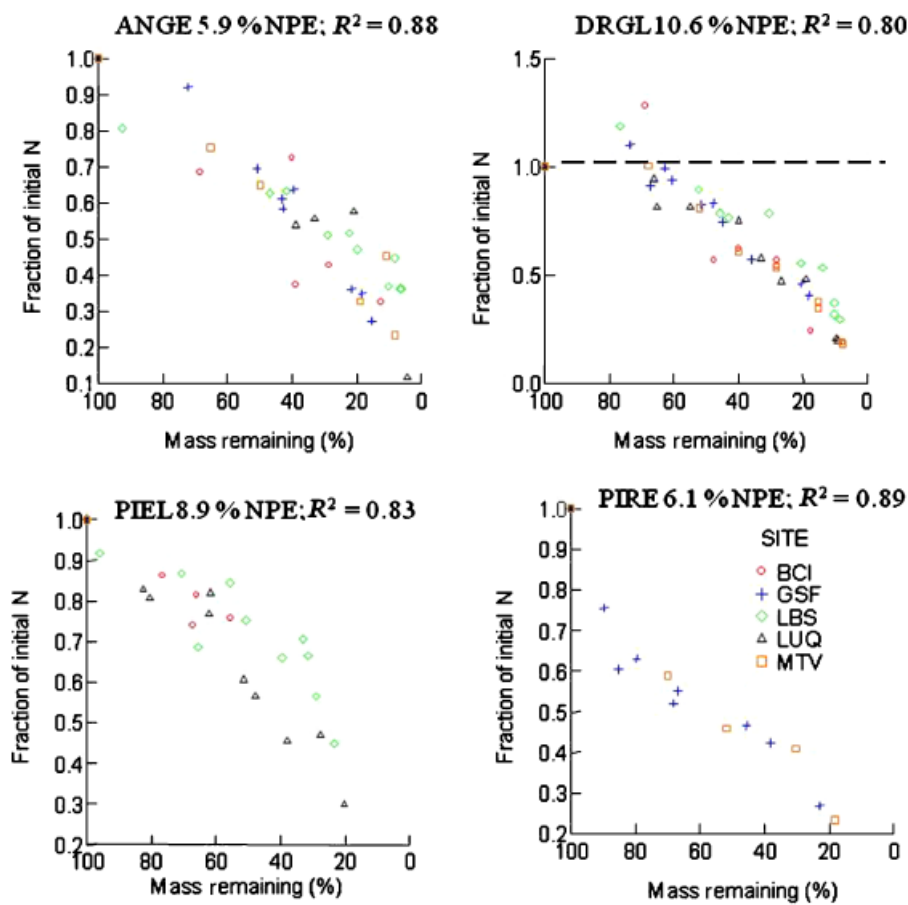 ANGE 5.9 % NPE; R² = 0.88
1.0
0.9
0.8
0.7
0.6
0.5
0.4
0.3
0.2
0.1
Fraction of initial N
100 80 60 40 20 0
Mass remaining (%)
DRGL 10.6 % NPE; R² = 0.80
1.5
1.0
0.5
0.0
Fraction of initial N
100 80 60 40 20 0
Mass remaining (%)
PIEL 8.9 % NPE; R² = 0.83
1.0
0.9
0.8
0.7
0.6
0.5
0.4
0.3
0.2
Fraction of initial N
100 80 60 40 20 0
Mass remaining (%)
PIRE 6.1 % NPE; R² = 0.89
1.0
0.9
0.8
0.7
0.6
0.5
0.4
0.3
0.2
Fraction of initial N
SITE
BCI
GSF
LBS
LUQ
MTV
100 80 60 40 20 0
Mass remaining (%)